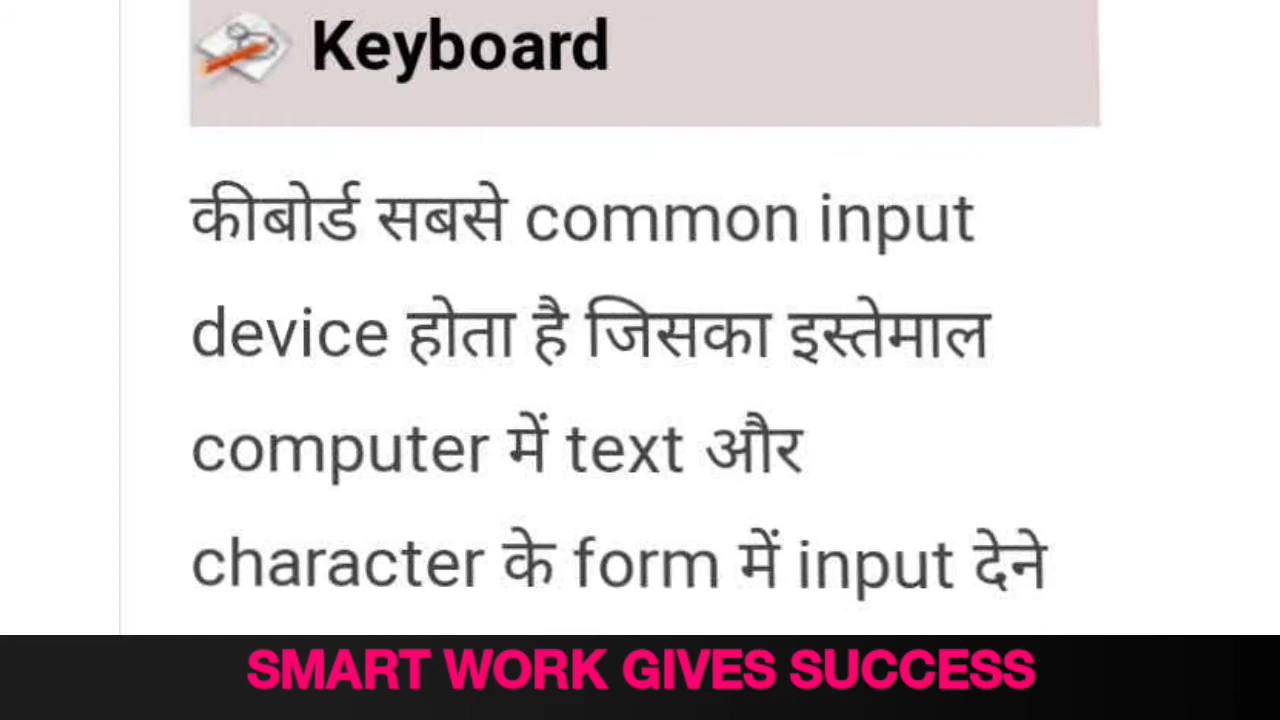 Keyboard
कीबोर्ड सबसे common input
device होता है जिसका इस्तेमाल
computer में text और
character के form में input देने
SMART WORK GIVES SUCCESS